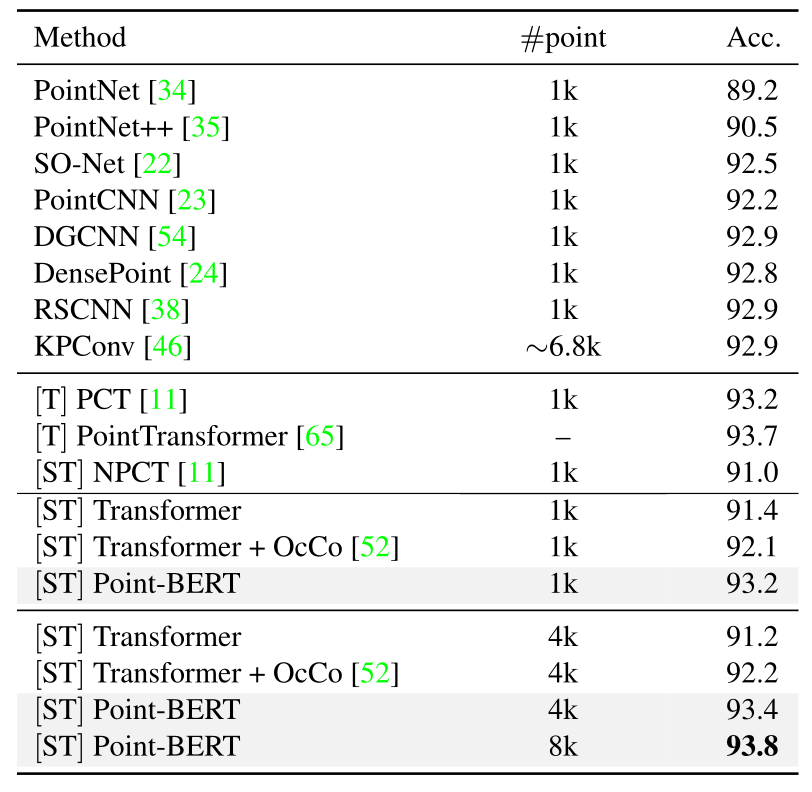 Method #point Acc.
PointNet [34] 1k 89.2
PointNet++ [35] 1k 90.5
SO-Net [22] 1k 92.5
PointCNN [23] 1k 92.2
DGCNN [54] 1k 92.9
DensePoint [24] 1k 92.8
RSCNN [38] 1k 92.9
KPConv [46] ~6.8k 92.9
[T] PCT [11] 1k 93.2
[T] PointTransformer [65] – 93.7
[ST] NPCT [11] 1k 91.0
[ST] Transformer 1k 91.4
[ST] Transformer + OcCo [52] 1k 92.1
[ST] Point-BERT 1k 93.2
[ST] Transformer 4k 91.2
[ST] Transformer + OcCo [52] 4k 92.2
[ST] Point-BERT 4k 93.4
[ST] Point-BERT 8k 93.8